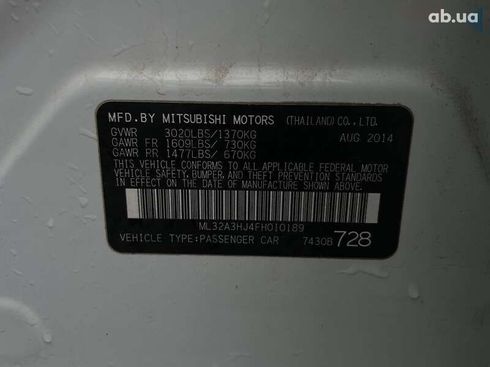 ab.ua
MFD.BY MITSUBISHI MOTORS (THAILAND) CO.,LTD.
GVWR 3020LBS/1370KG AUG 2014
GAWR FR 1609LBS/ 730KG
GAWR RR 1477LBS/ 670KG
THIS VEHICLE CONFORMS TO ALL APPLICABLE FEDERAL MOTOR
VEHICLE SAFETY, BUMPER, AND THEFT PREVENTION STANDARDS
IN EFFECT ON THE DATE OF MANUFACTURE SHOWN ABOVE.
ML32A3HJ4FH010189
VEHICLE TYPE:PASSENGER CAR 7430B 728